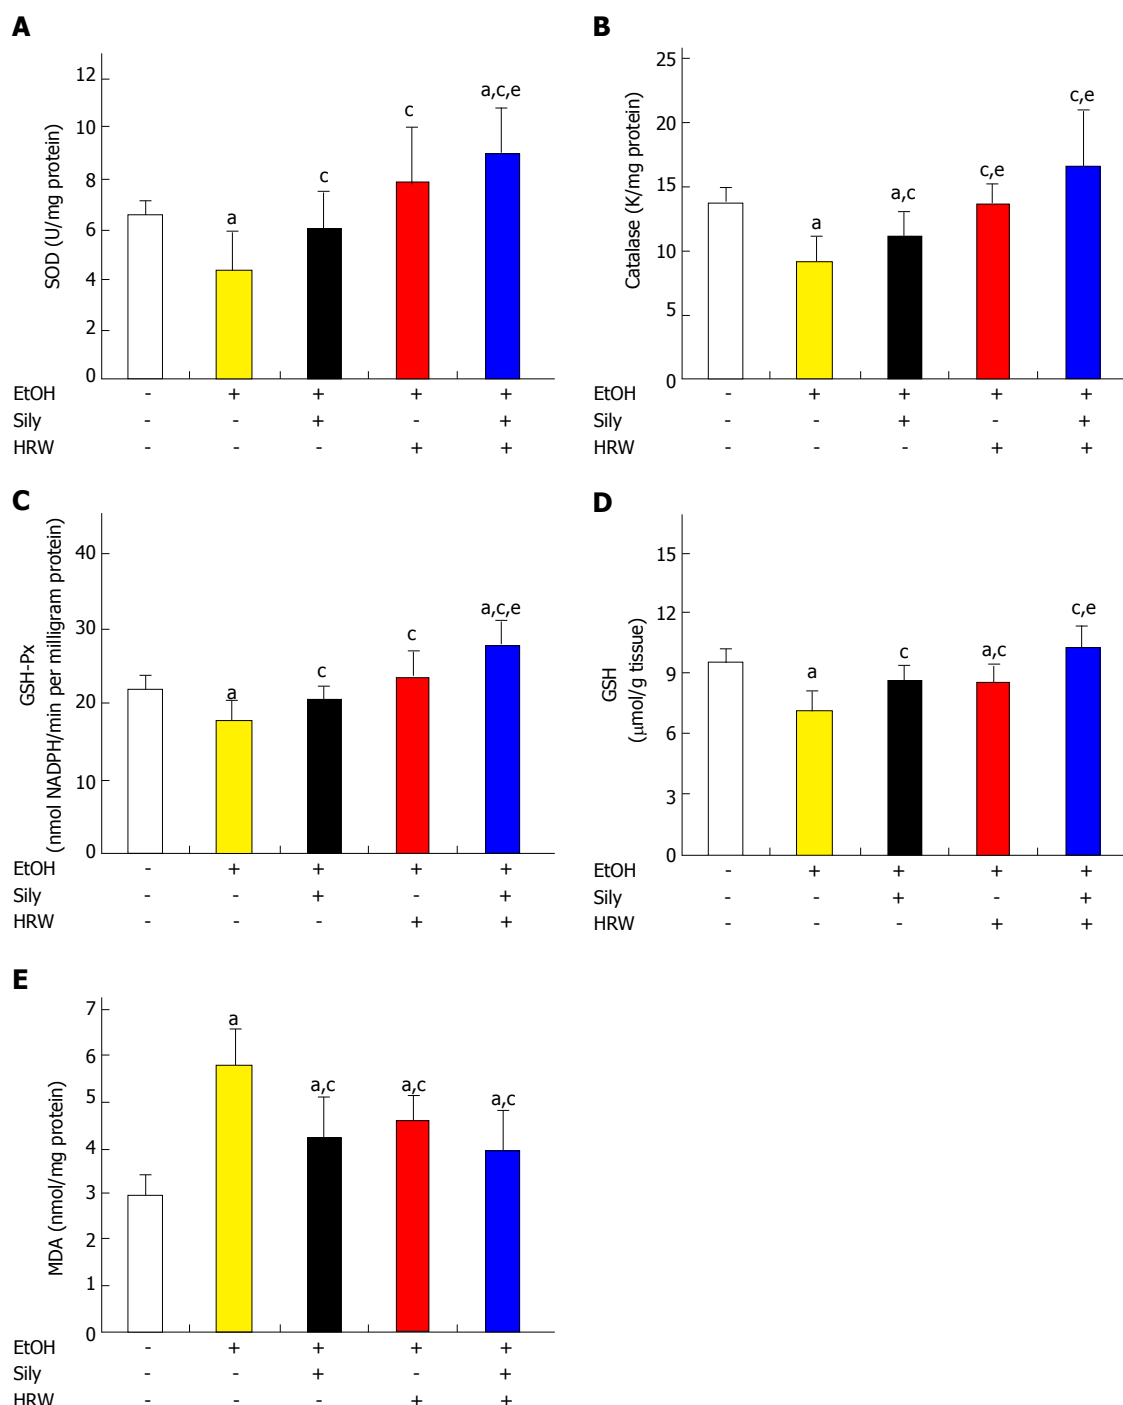 A
SOD (U/mg protein)
12
10
8
6
4
2
0
a
c
c
a,c,e
EtOH - + + + +
Sily - - + - +
HRW - - - + +
B
Catalase (K/mg protein)
25
20
15
10
5
0
a
a,c
c,e
c,e
EtOH - + + + +
Sily - - + - +
HRW - - - + +
C
GSH-Px
(nmol NADPH/min per milligram protein)
40
30
20
10
0
a
c
c
a,c,e
EtOH - + + + +
Sily - - + - +
HRW - - - + +
D
GSH
(μmol/g tissue)
15
12
9
6
3
0
a
c
a,c
c,e
EtOH - + + + +
Sily - - + - +
HRW - - - + +
E
MDA (nmol/mg protein)
7
6
5
4
3
2
1
0
a
a,c
a,c
a,c
EtOH - + + + +
Sily - - + - +
HRW - - - + +